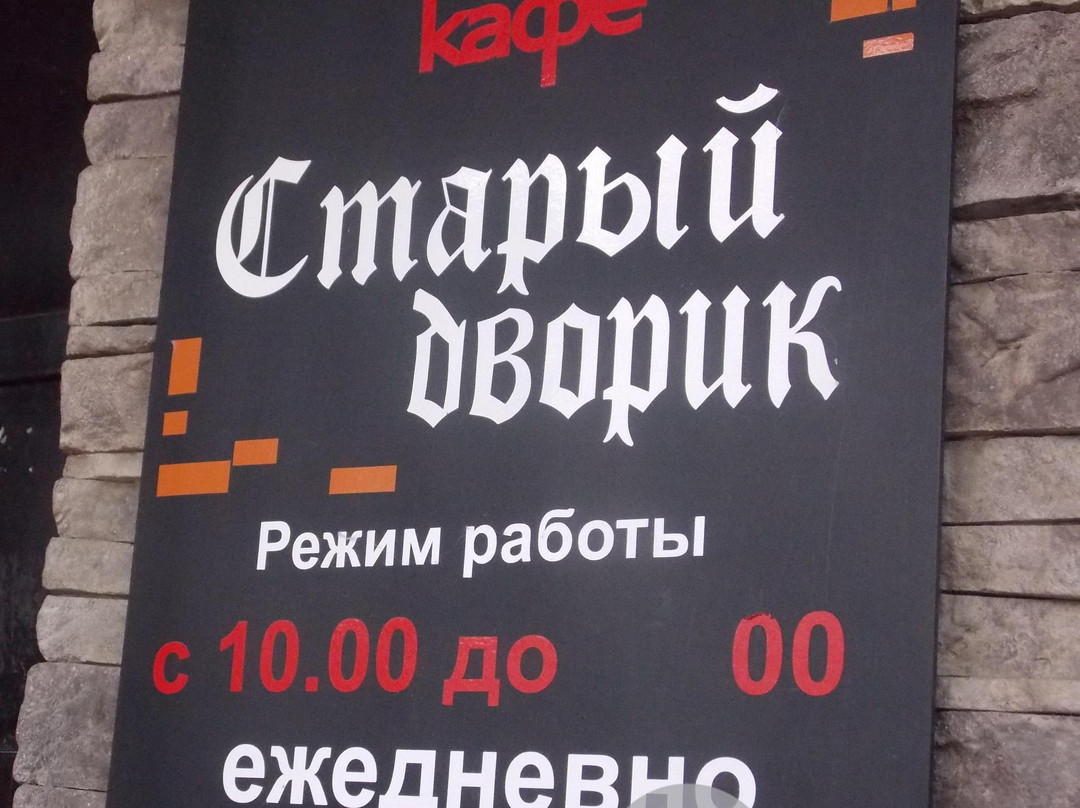 кафе
Старый
дворик
Режим работы
с 10.00 до 00
ежедневно